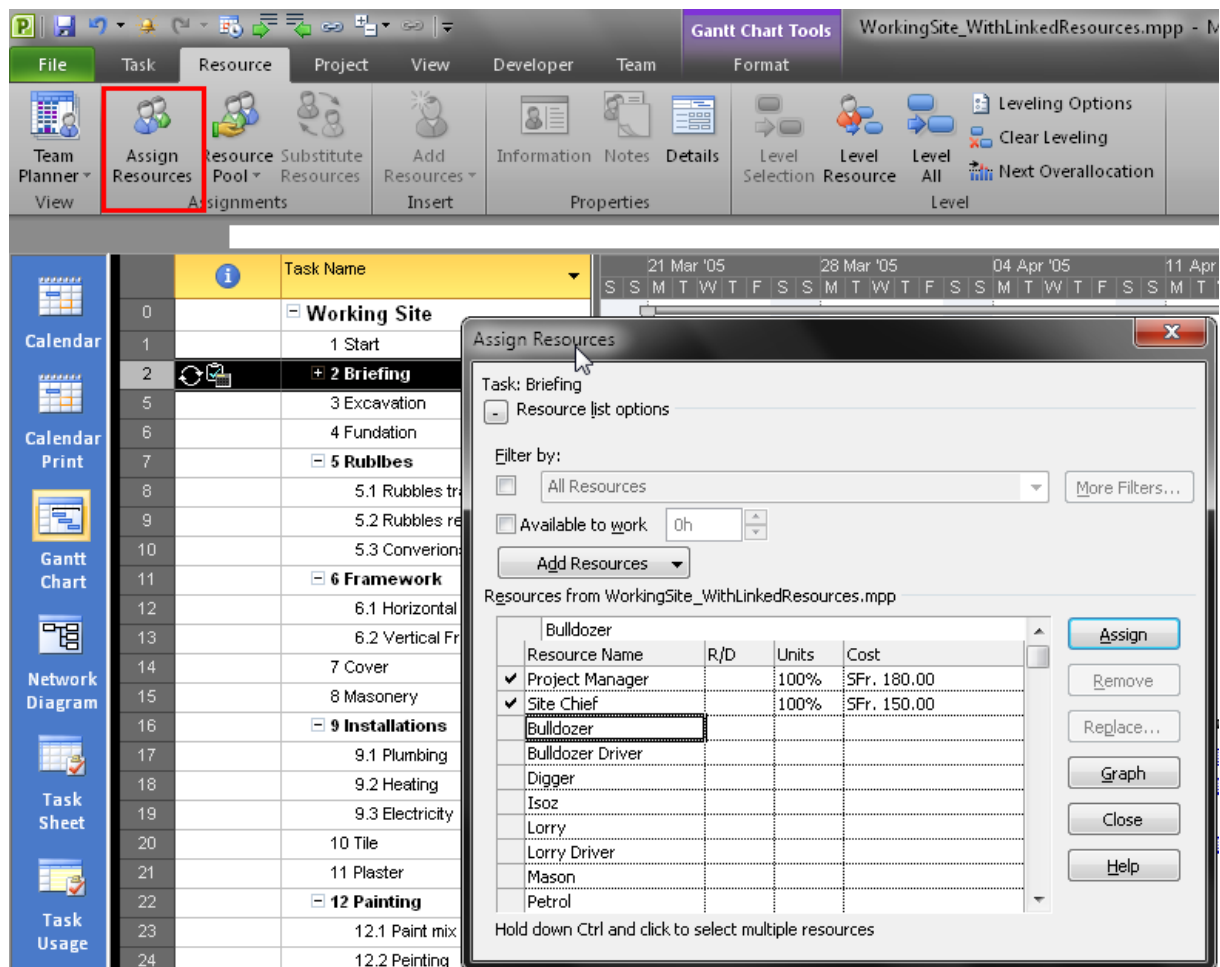 Gantt Chart Tools
WorkingSite_WithLinkedResources.mpp - M
File Task Resource Project View Developer Team Format
Team Planner
Assign Resources
Resource Pool
Substitute Resources
Add Resources
Information
Notes
Details
Level Selection
Level Resource
Level All
Leveling Options
Clear Leveling
Next Overallocation
View Assignments Insert Properties Level
Task Name
21 Mar '05 28 Mar '05 04 Apr '05 11 Apr
S S M T W T F S S M T W T F S S M T W T F S S M T
Calendar
Calendar Print
Gantt Chart
Network Diagram
Task Sheet
Task Usage
0 Working Site
1 1 Start
2 2 Briefing
5 3 Excavation
6 4 Fundation
7 5 Rublbes
8 5.1 Rubbles tr
9 5.2 Rubbles re
10 5.3 Converion
11 6 Framework
12 6.1 Horizontal
13 6.2 Vertical Fr
14 7 Cover
15 8 Masonery
16 9 Installations
17 9.1 Plumbing
18 9.2 Heating
19 9.3 Electricity
20 10 Tile
21 11 Plaster
22 12 Painting
23 12.1 Paint mix
24 12.2 Peinting
Assign Resources
Task: Briefing
- Resource list options
Filter by:
All Resources
More Filters...
Available to work 0h
Add Resources
Resources from WorkingSite_WithLinkedResources.mpp
Bulldozer
Resource Name R/D Units Cost
Project Manager 100% SFr. 180.00
Site Chief 100% SFr. 150.00
Bulldozer
Bulldozer Driver
Digger
Isoz
Lorry
Lorry Driver
Mason
Petrol
Assign
Remove
Replace...
Graph
Close
Help
Hold down Ctrl and click to select multiple resources